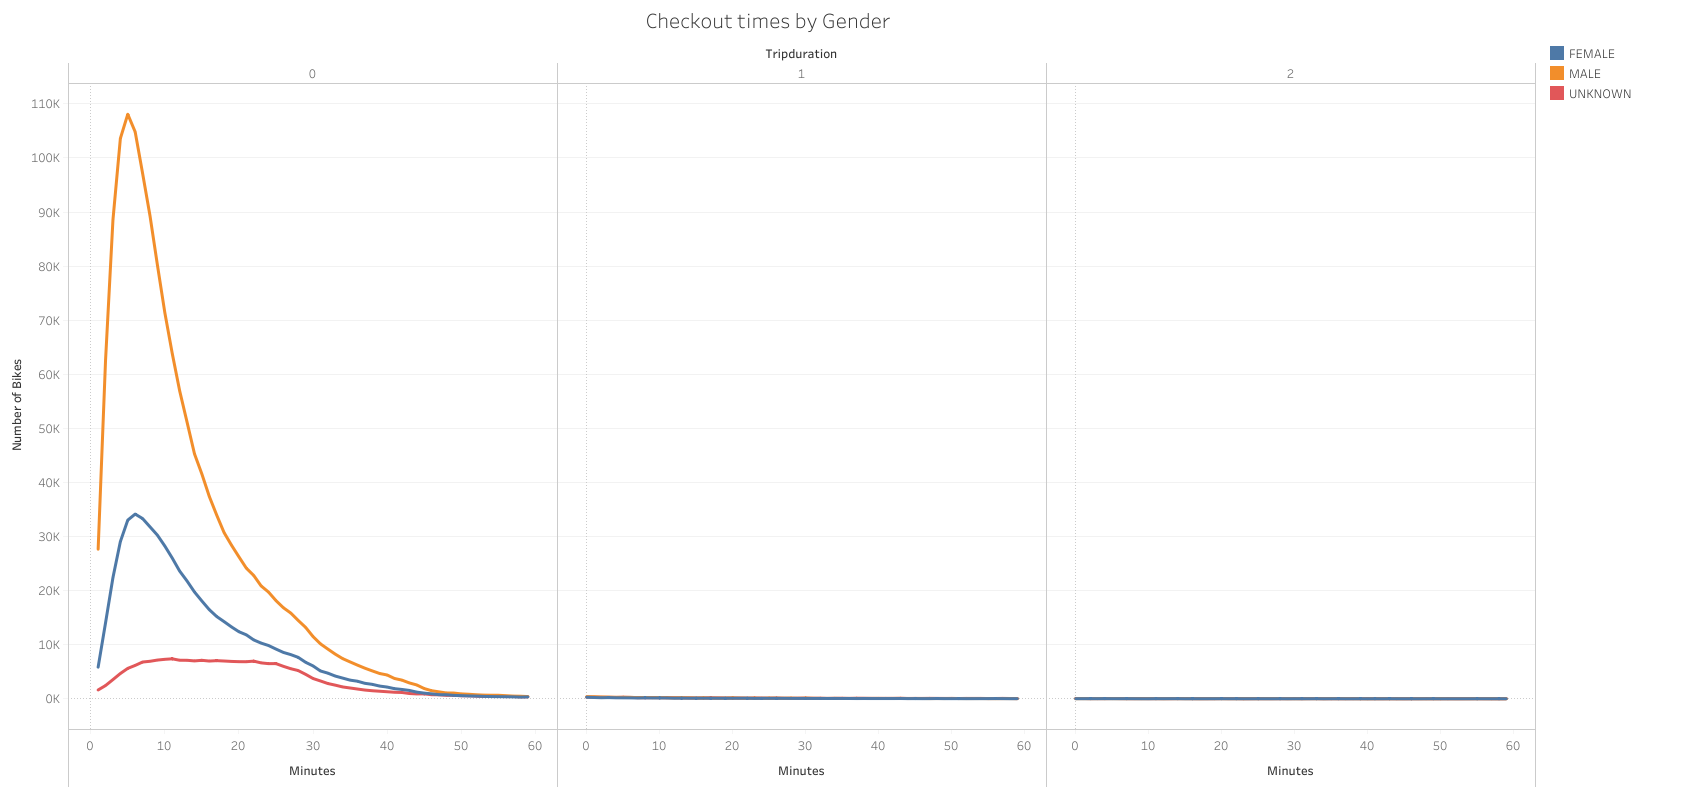 Checkout times by Gender
Tripduration
0 1 2
FEMALE
MALE
UNKNOWN
110K
100K
90K
80K
70K
60K
50K
40K
30K
20K
10K
0K
Number of Bikes
0 10 20 30 40 50 60 0 10 20 30 40 50 60 0 10 20 30 40 50 60
Minutes Minutes Minutes